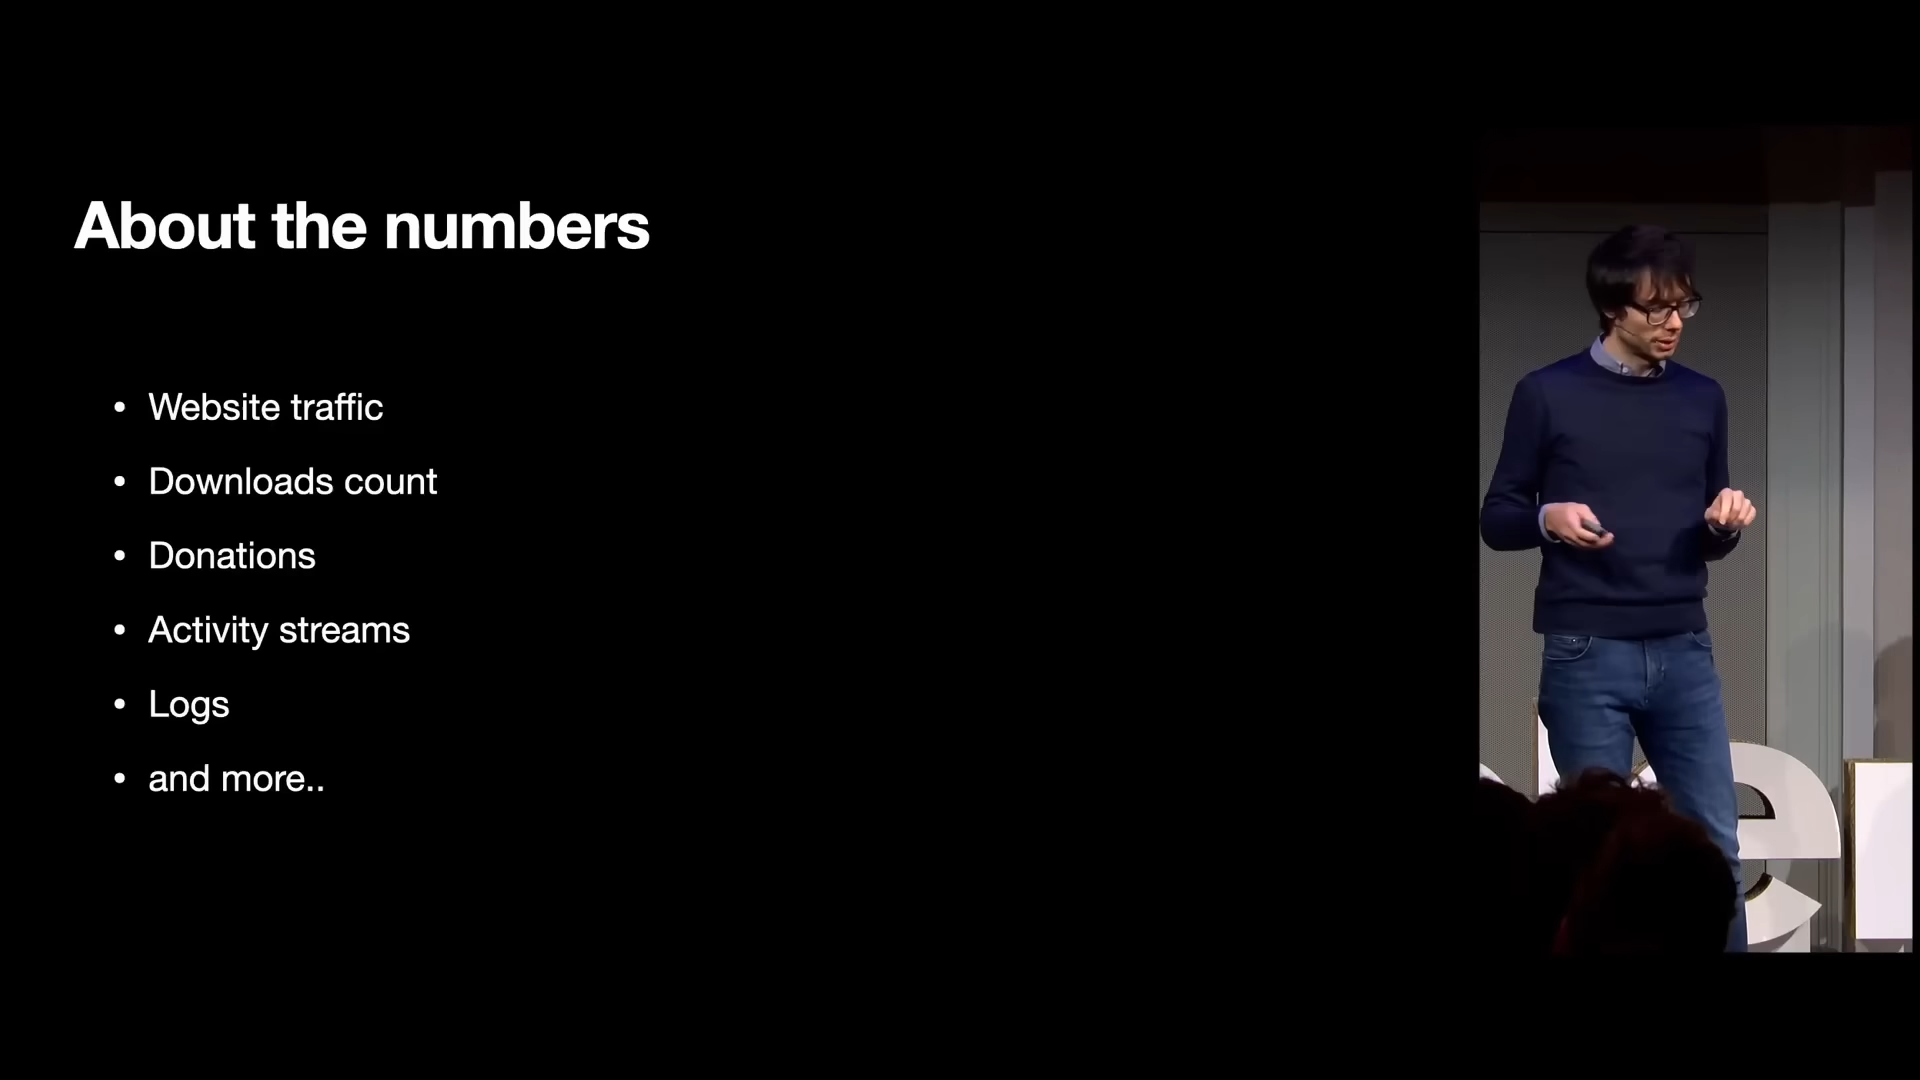 About the numbers
• Website traffic
• Downloads count
• Donations
• Activity streams
• Logs
• and more..